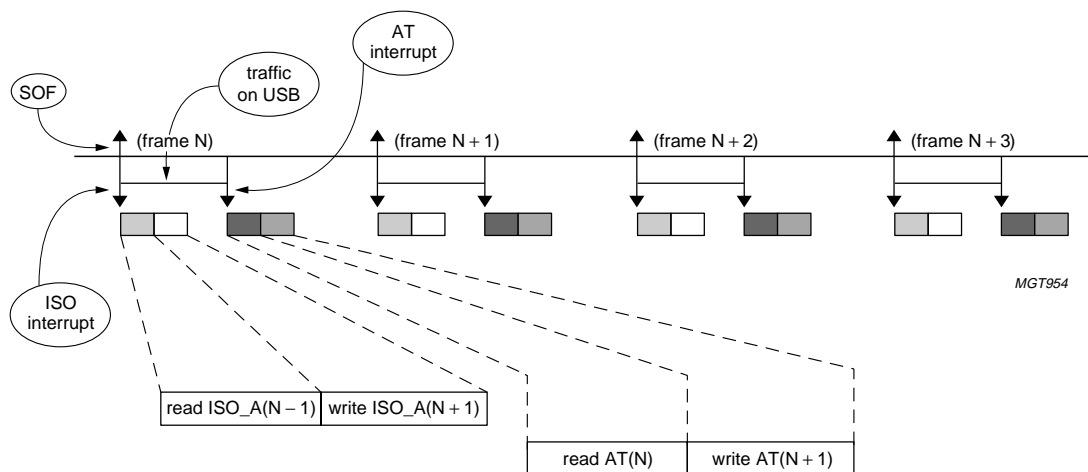 AT
interrupt
traffic
on USB
SOF
(frame N)
(frame N + 1)
(frame N + 2)
(frame N + 3)
MGT954
ISO
interrupt
read ISO_A(N − 1)
write ISO_A(N + 1)
read AT(N)
write AT(N + 1)